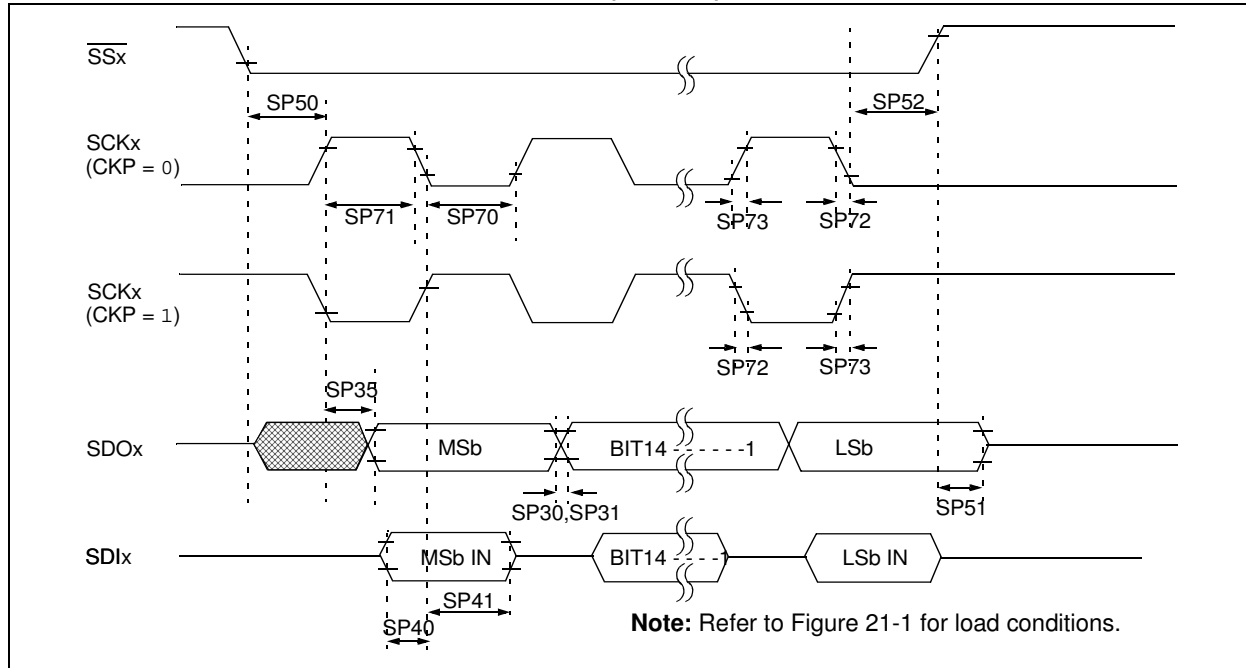 SSx
SP50
SP52
SCKx
(CKP = 0)
SP71
SP70
SP73
SP72
SCKx
(CKP = 1)
SP72
SP73
SP35
SDOx
MSb
BIT14 - - - - - -1
LSb
SP30,SP31
SP51
SDIx
MSb IN
BIT14 - - - -1
LSb IN
SP41
SP40
Note: Refer to Figure 21-1 for load conditions.